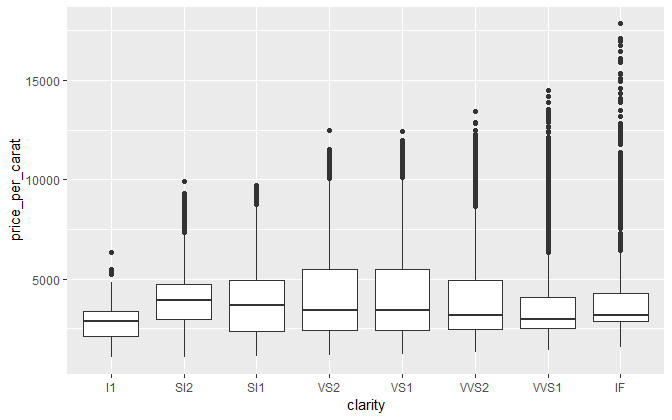 15000
10000
5000
price_per_carat
I1 SI2 SI1 VS2 VS1 VVS2 VVS1 IF
clarity